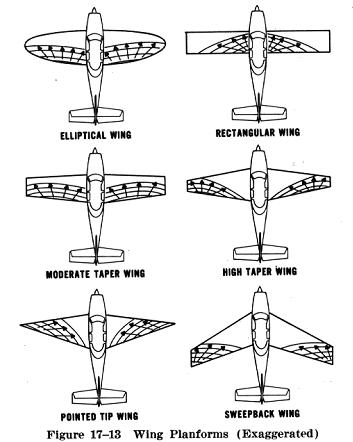 ELLIPTICAL WING
RECTANGULAR WING
MODERATE TAPER WING
HIGH TAPER WING
POINTED TIP WING
SWEEPBACK WING
Figure 17–13 Wing Planforms (Exaggerated)